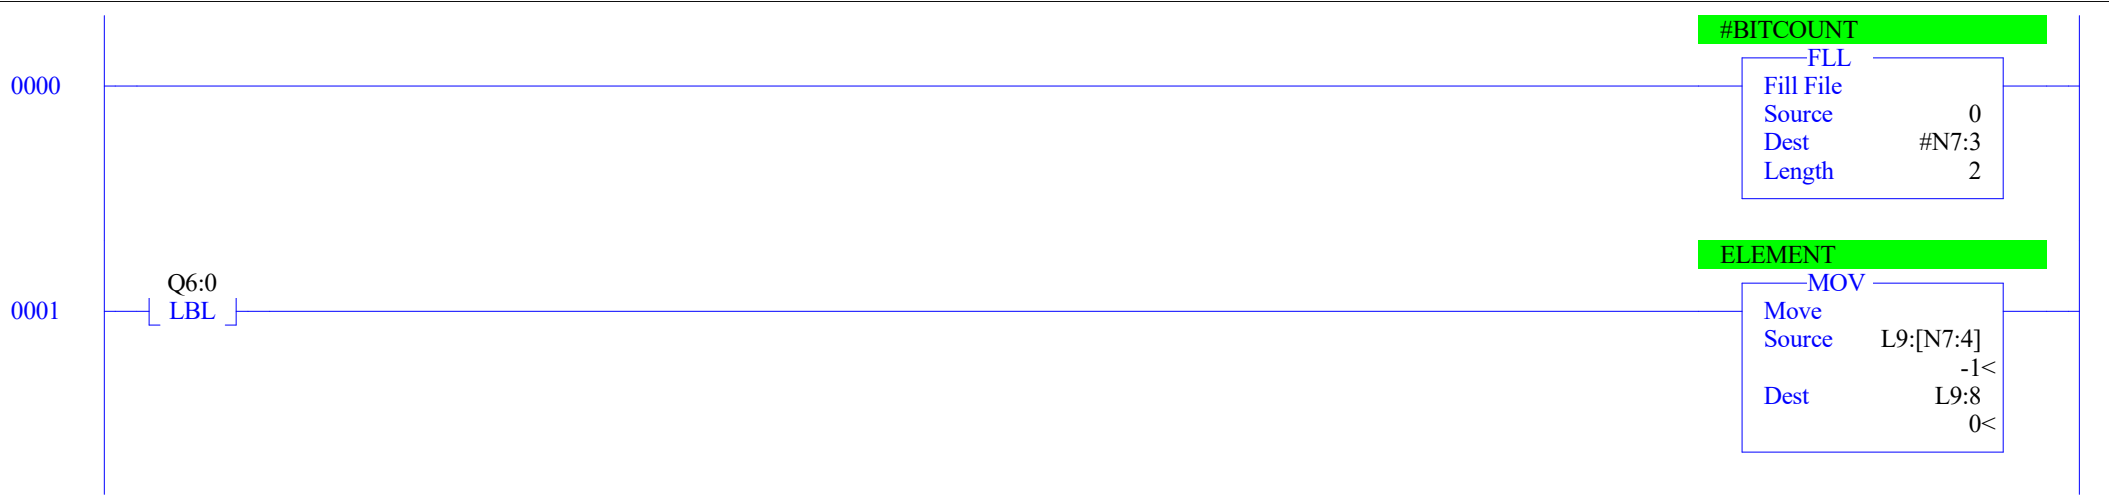 #BITCOUNT
FLL
0000
Fill File
Source 0
Dest #N7:3
Length 2
ELEMENT
Q6:0
MOV
0001
LBL
Move
Source L9:[N7:4]
-1<
Dest L9:8
0<